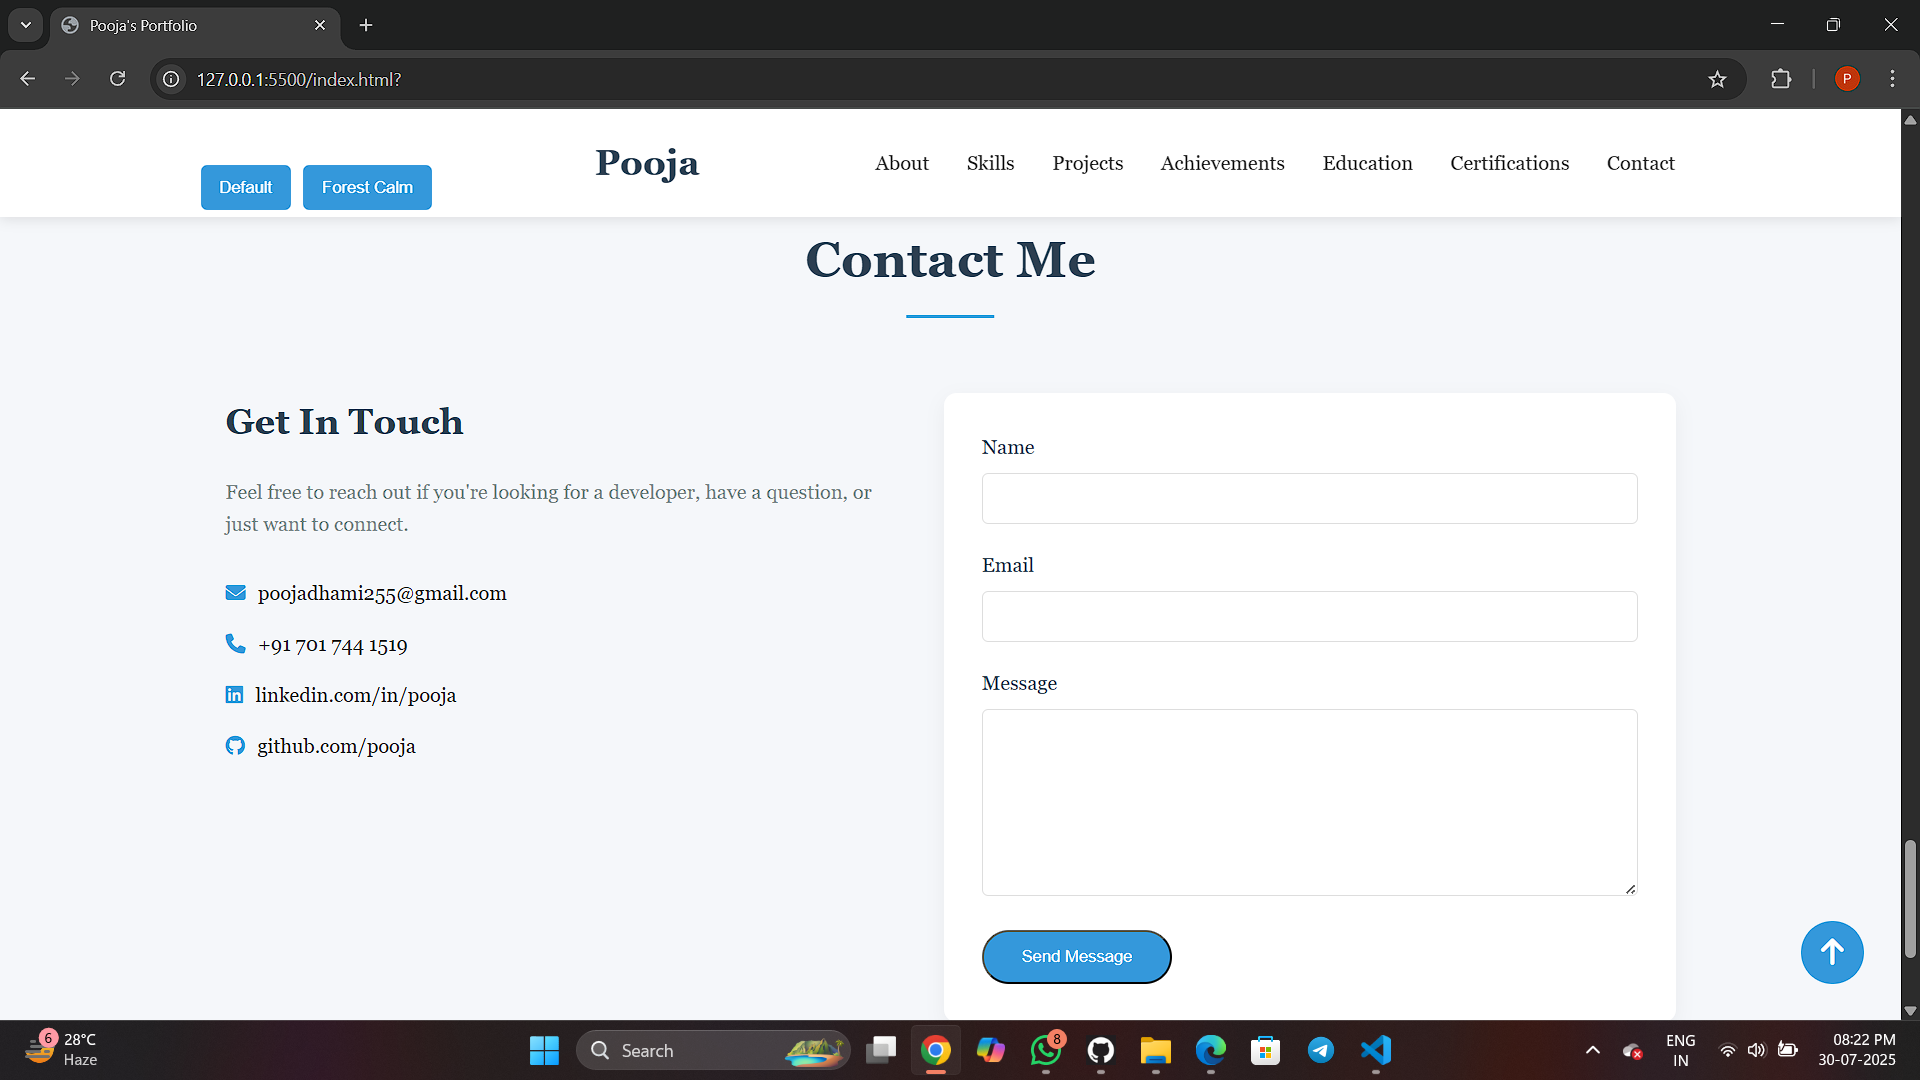 Pooja's Portfolio
127.0.0.1:5500/index.html?
P
Default
Forest Calm
Pooja
About
Skills
Projects
Achievements
Education
Certifications
Contact
Contact Me
Get In Touch
Feel free to reach out if you're looking for a developer, have a question, or
just want to connect.
poojadhami255@gmail.com
+91 701 744 1519
linkedin.com/in/pooja
github.com/pooja
Name
Email
Message
Send Message
6
28°C
Haze
Search
8
ENG
IN
08:22 PM
30-07-2025